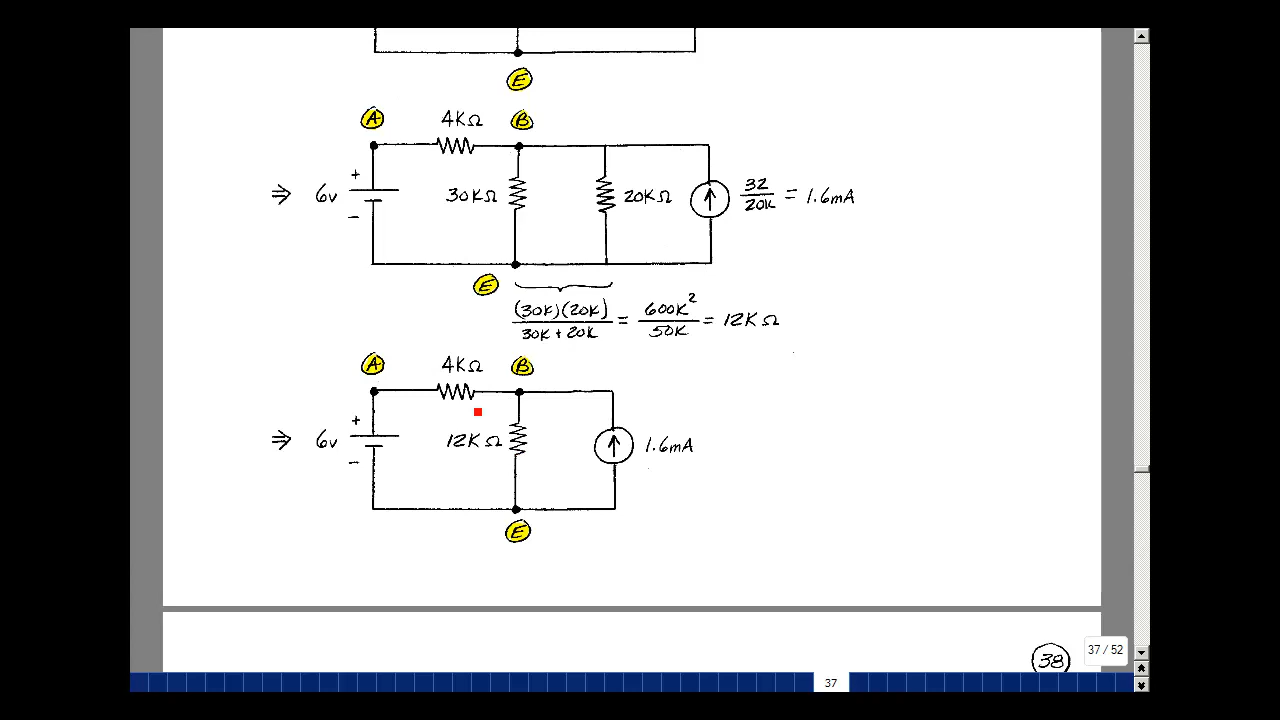 E
A 4KΩ B
+
6v 30KΩ 20KΩ 32/20K = 1.6mA
−
E
(30K)(20K)/30K + 20K = 600K²/50K = 12KΩ
A 4KΩ B
+
⇒ 6v 12KΩ 1.6mA
−
E
38
37 / 52
37